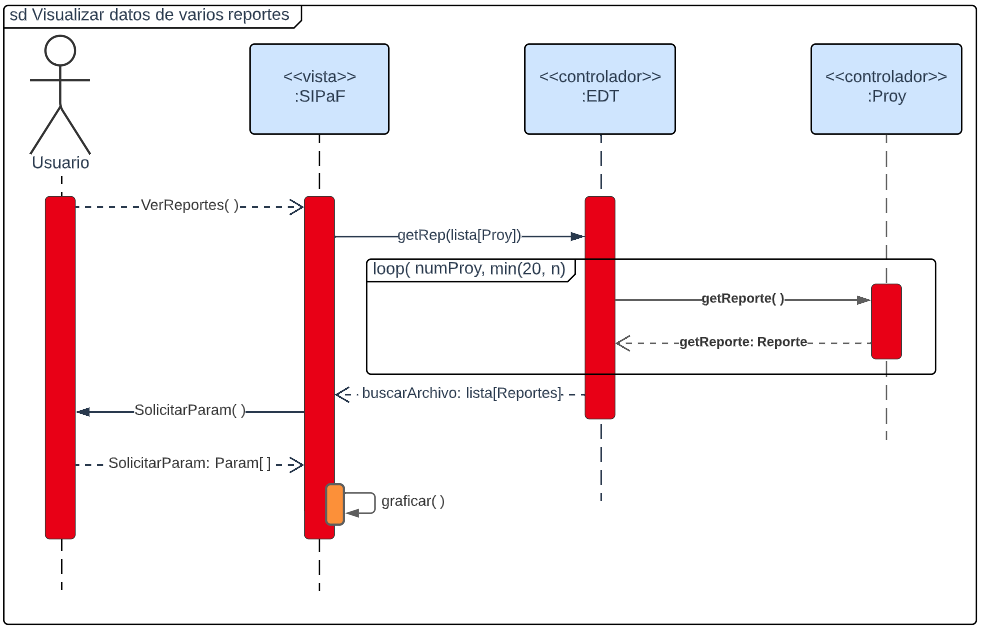 sd Visualizar datos de varios reportes
<<vista>>
:SIPaF
<<controlador>>
:EDT
<<controlador>>
:Proy
Usuario
VerReportes( )
getRep(lista[Proy])
loop( numProy, min(20, n)
getReporte( )
getReporte: Reporte
buscarArchivo: lista[Reportes]
SolicitarParam( )
SolicitarParam: Param[ ]
graficar( )